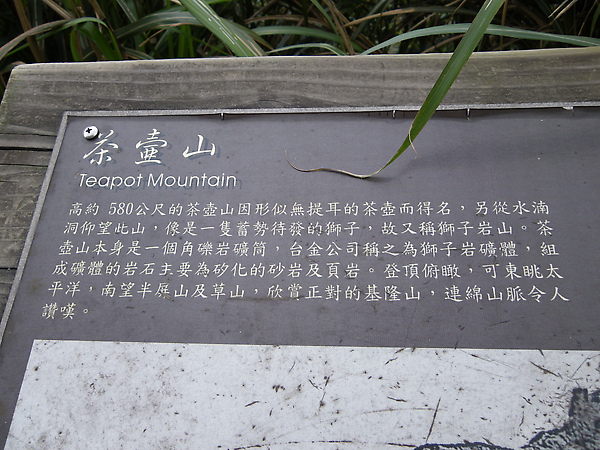 茶壺山
Teapot Mountain
高約 580公尺的茶壺山因形似無提耳的茶壺而得名，另從水湳
洞仰望此山，像是一隻蓄勢待發的獅子，故又稱獅子岩山。茶
壺山本身是一個角礫岩礦筒，台金公司稱之為獅子岩礦體，組
成礦體的岩石主要為矽化的砂岩及頁岩。登頂俯瞰，可東眺太
平洋，南望半屏山及草山，欣賞正對的基隆山，連綿山脈令人
讚嘆。